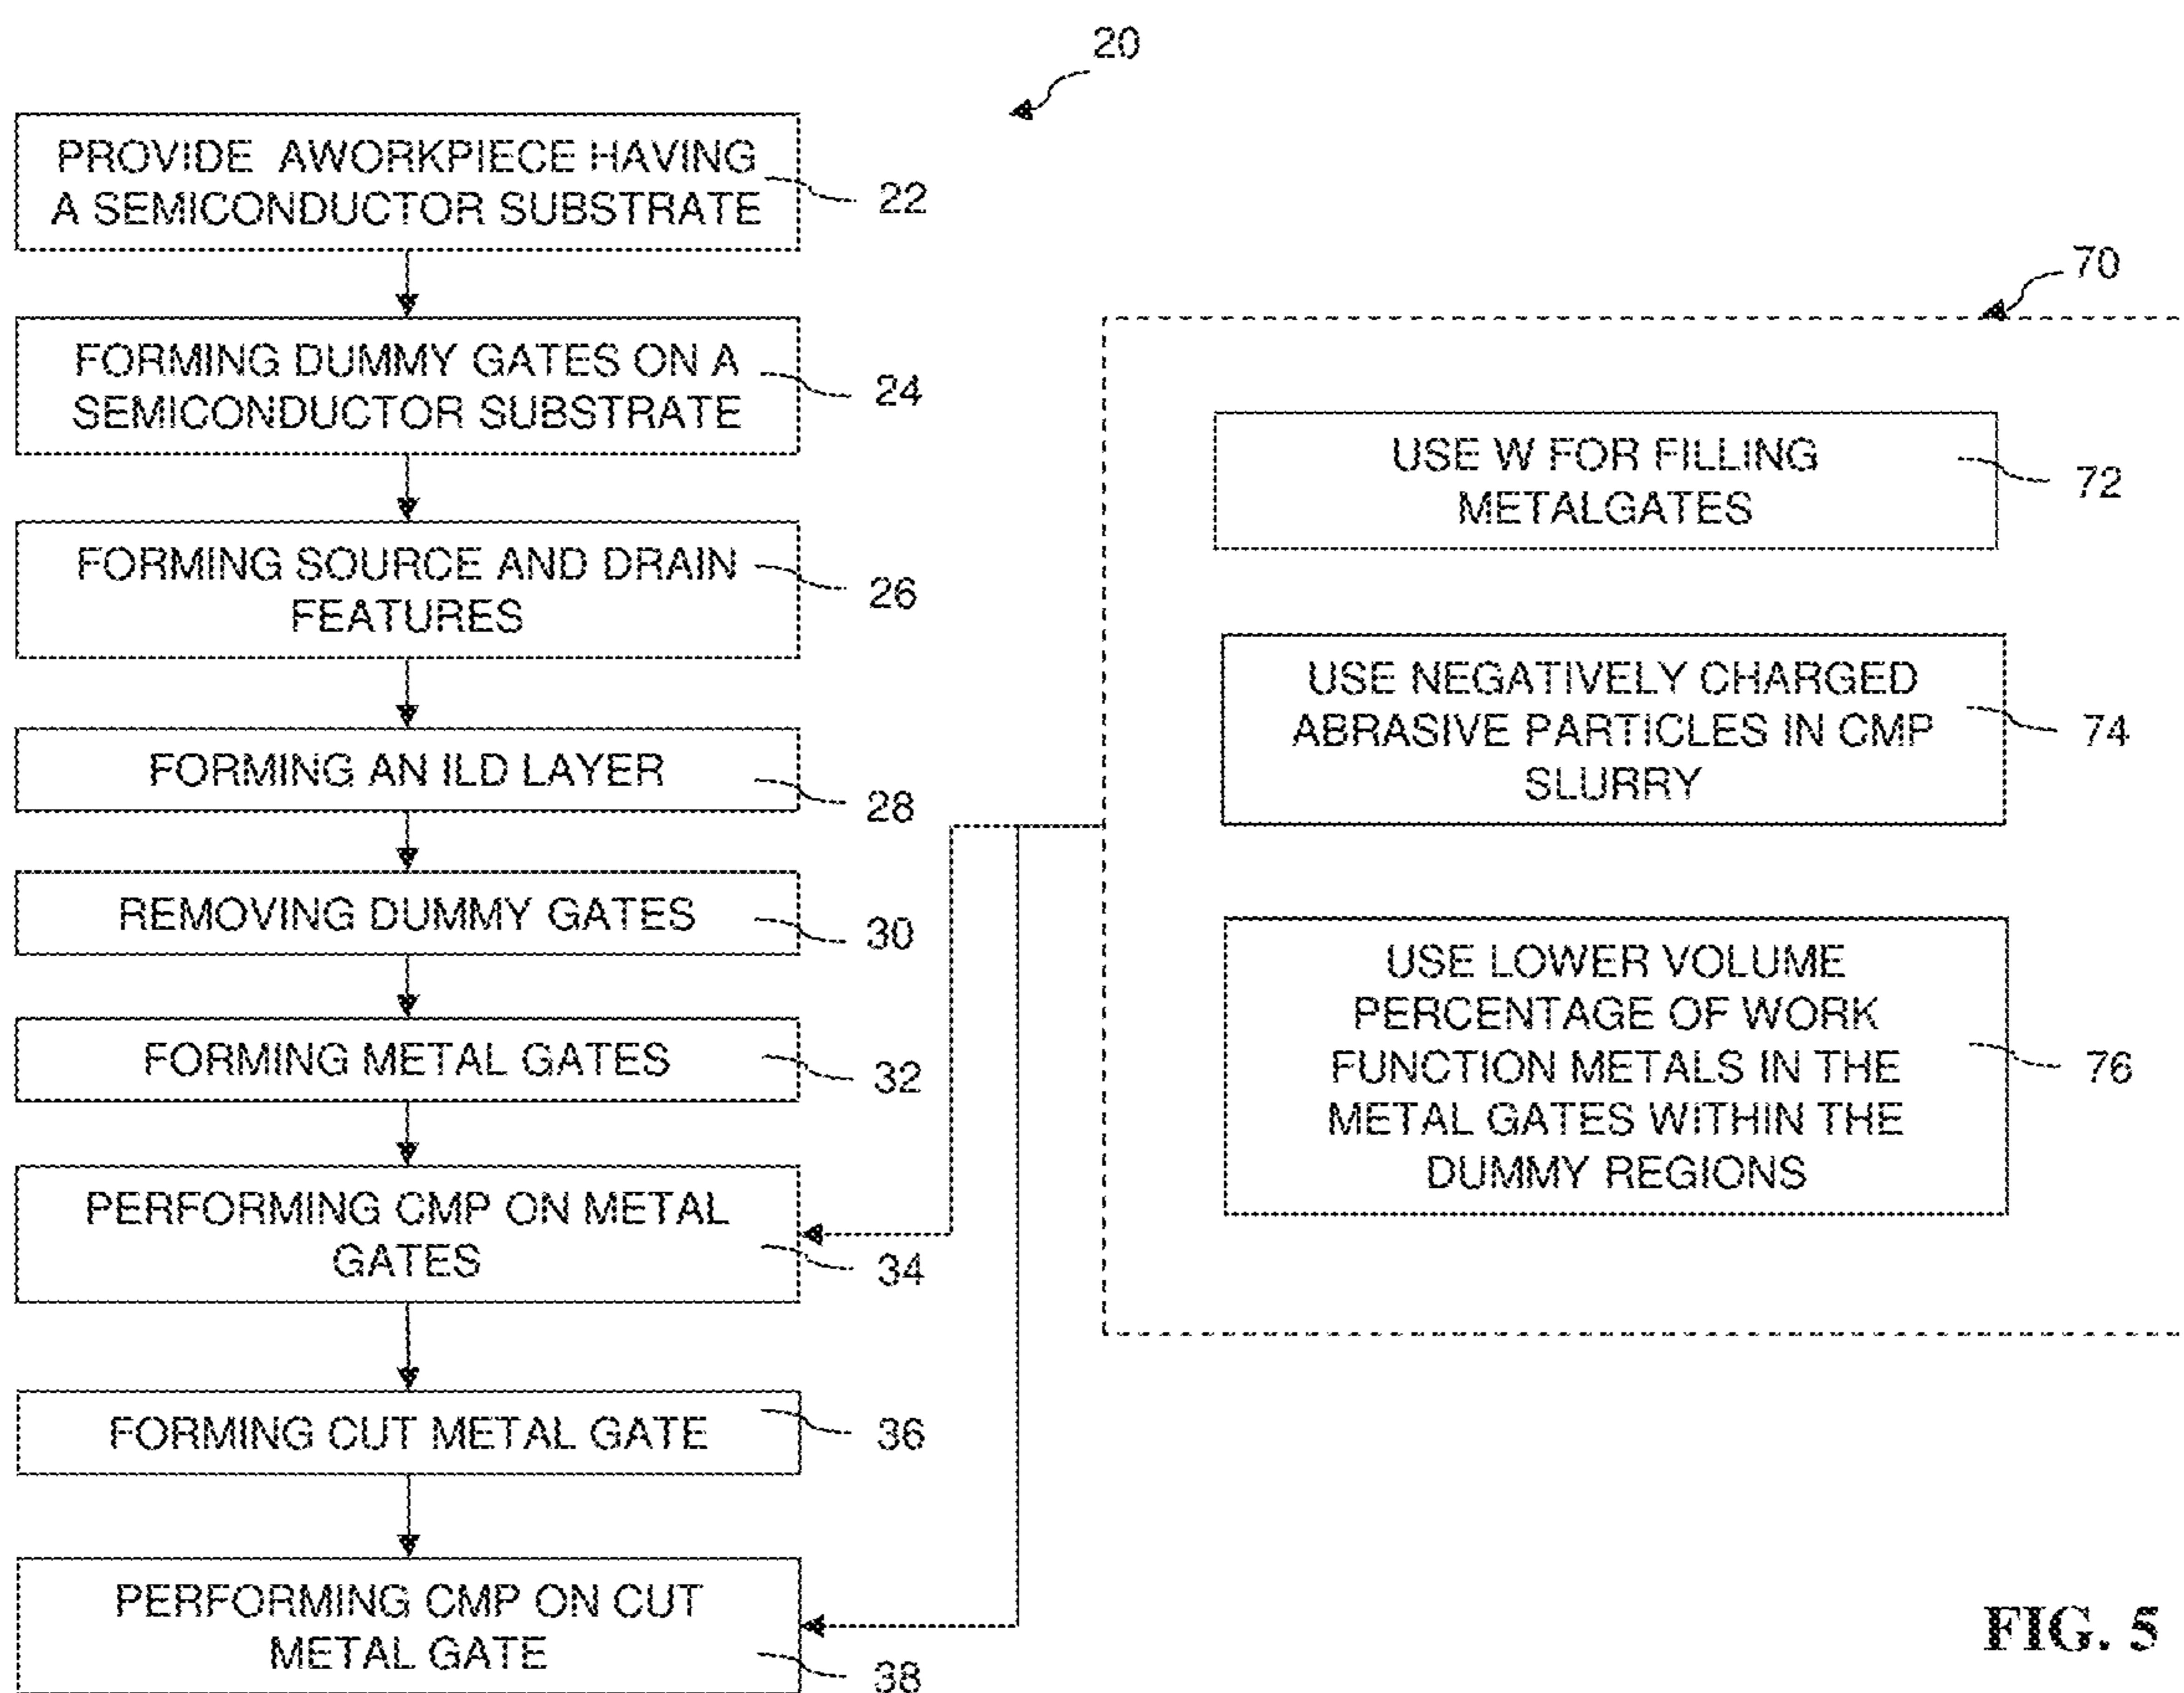 20
PROVIDE AWORKPIECE HAVING
A SEMICONDUCTOR SUBSTRATE
22
FORMING DUMMY GATES ON A
SEMICONDUCTOR SUBSTRATE
24
FORMING SOURCE AND DRAIN
FEATURES
26
FORMING AN ILD LAYER
28
REMOVING DUMMY GATES
30
FORMING METAL GATES
32
PERFORMING CMP ON METAL
GATES
34
FORMING CUT METAL GATE
36
PERFORMING CMP ON CUT
METAL GATE
38
70
USE W FOR FILLING
METALGATES
72
USE NEGATIVELY CHARGED
ABRASIVE PARTICLES IN CMP
SLURRY
74
USE LOWER VOLUME
PERCENTAGE OF WORK
FUNCTION METALS IN THE
METAL GATES WITHIN THE
DUMMY REGIONS
76
FIG. 5